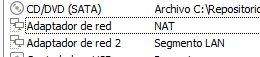 CD/DVD (SATA) Archivo C:\Repositorio
Adaptador de red NAT
Adaptador de red 2 Segmento LAN